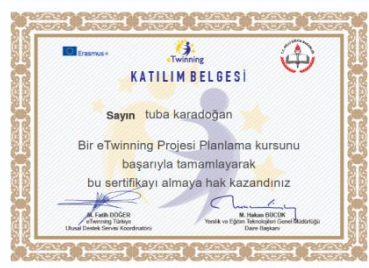 Erasmus+
eTwinning
KATILIM BELGESİ
Sayın tuba karadoğan
Bir eTwinning Projesi Planlama kursunu
başarıyla tamamlayarak
bu sertifikayı almaya hak kazandınız
M. Fatih DÖĞER
eTwinning Türkiye
Ulusal Destek Servisi Koordinatörü
M. Hakan BÜCÜK
Yenilik ve Eğitim Teknolojileri Genel Müdürlüğü
Daire Başkanı